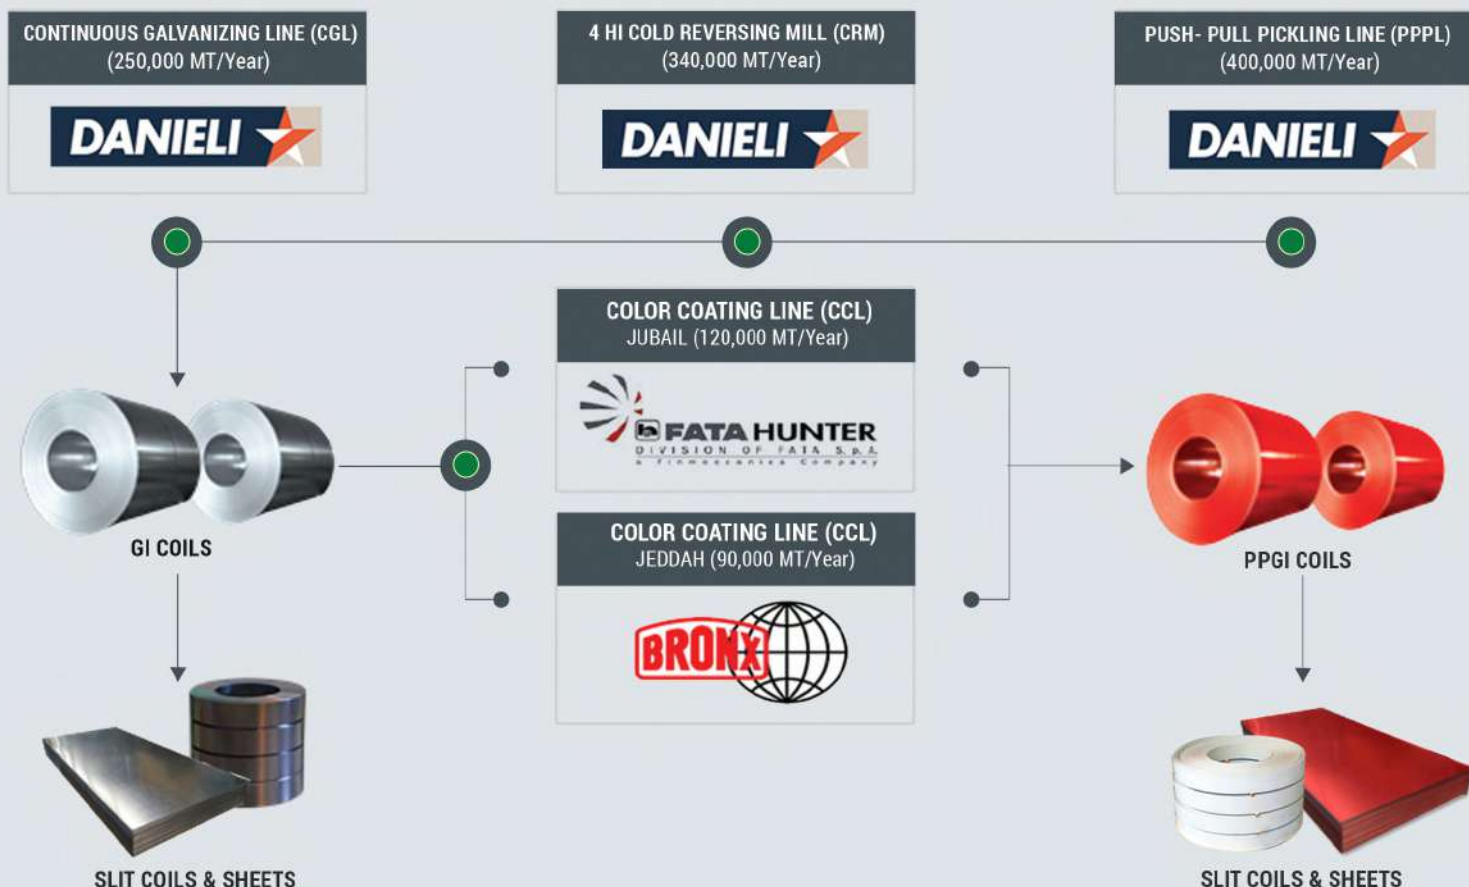 CONTINUOUS GALVANIZING LINE (CGL)
(250,000 MT/Year)
DANIELI
4 HI COLD REVERSING MILL (CRM)
(340,000 MT/Year)
DANIELI
PUSH- PULL PICKLING LINE (PPPL)
(400,000 MT/Year)
DANIELI
COLOR COATING LINE (CCL)
JUBAIL (120,000 MT/Year)
FATA HUNTER
DIVISION OF FATA S.p.A.
a Finmeccanica Company
GI COILS
COLOR COATING LINE (CCL)
JEDDAH (90,000 MT/Year)
BRONX
PPGI COILS
SLIT COILS & SHEETS
SLIT COILS & SHEETS